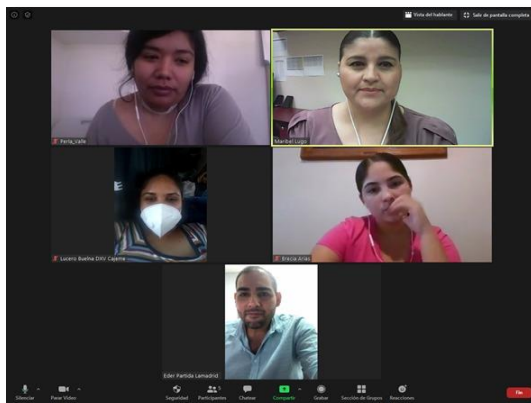 Vista del hablante
Salir de pantalla completa
Perla_Valle
Maribel Lugo
Lucero Buelna DXV Cajeme
Eracia Arias
Eder Partida Lamadrid
Silenciar
Parar Video
Seguridad
Participantes
5
Chatear
Compartir
Grabar
Sección de Grupos
Reacciones
Fin